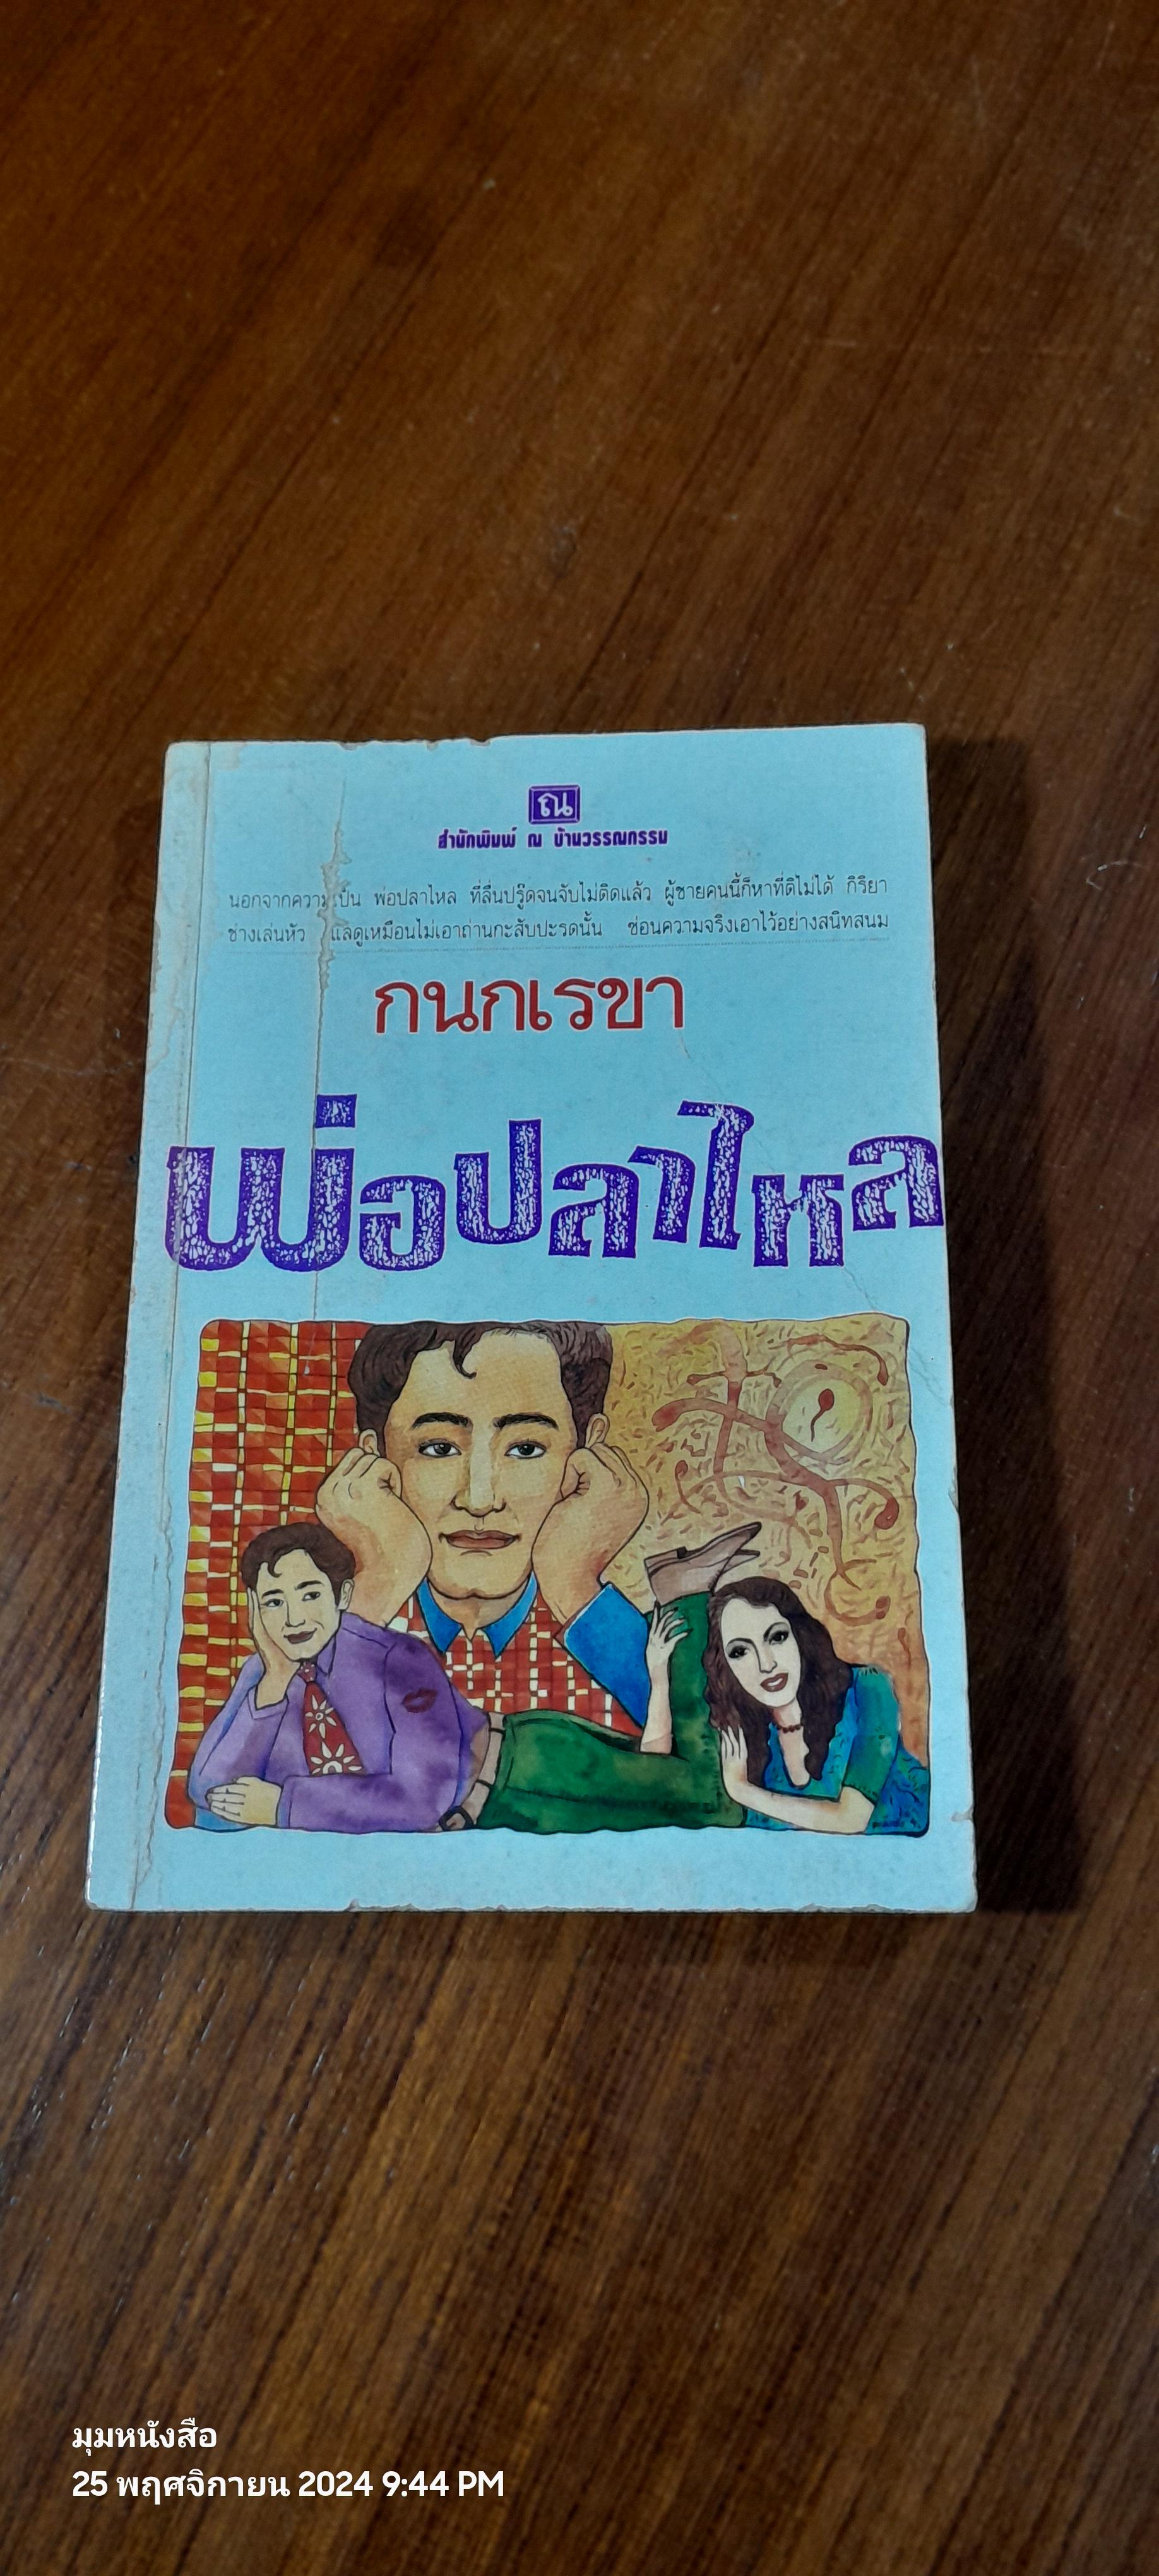 ณ
สำนักพิมพ์ ณ บ้านวรรณกรรม
นอกจากความเป็น พ่อปลาไหล ที่ลื่นปรู๊ดจนจับไม่ติดแล้ว ผู้ชายคนนี้ก็หาที่ติไม่ได้ กิริยา
ช่างเล่นหัว แลดูเหมือนไม่เอาถ่านกะสับปะรดนั้น ซ่อนความจริงเอาไว้อย่างสนิทสนม
กนกเรขา
พ่อปลาไหล
มุมหนังสือ
25 พฤศจิกายน 2024 9:44 PM